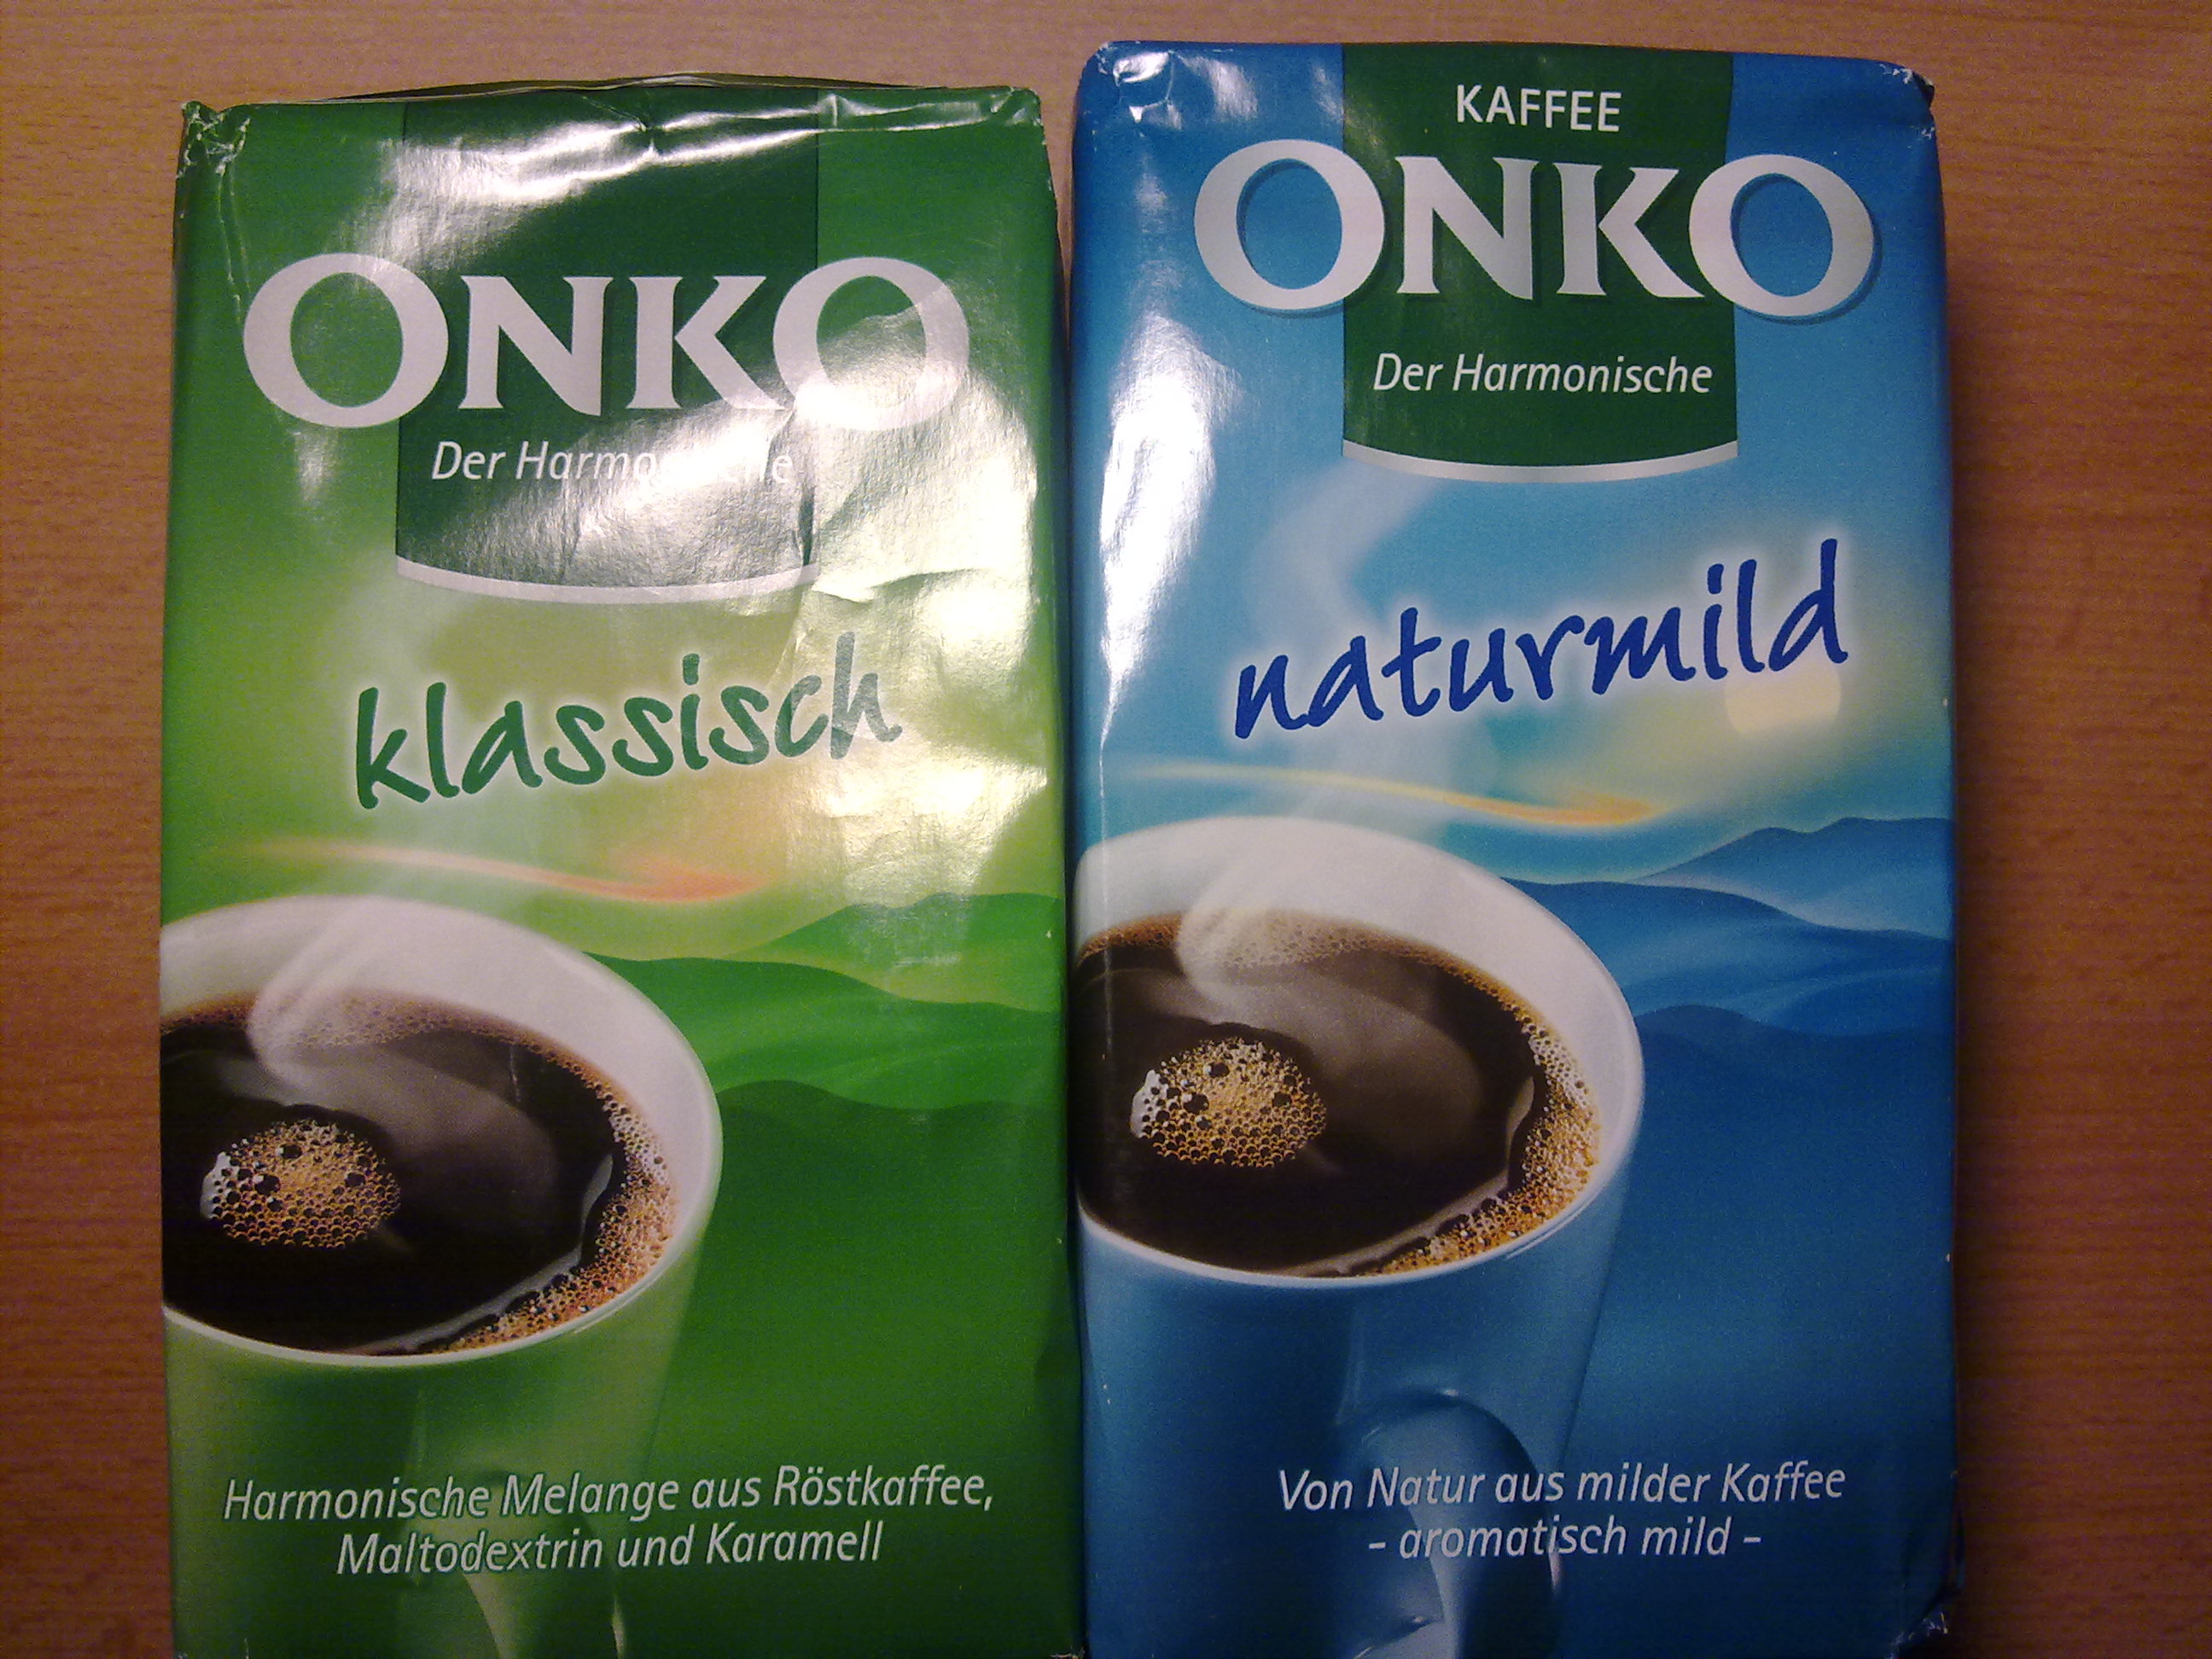 ONKO
Der
klassisch
Harmonische Melange aus Röstkaffee,
Maltodextrin und Karamell
KAFFEE
ONKO
Der Harmonische
naturmild
Von Natur aus milder Kaffee
– aromatisch mild –